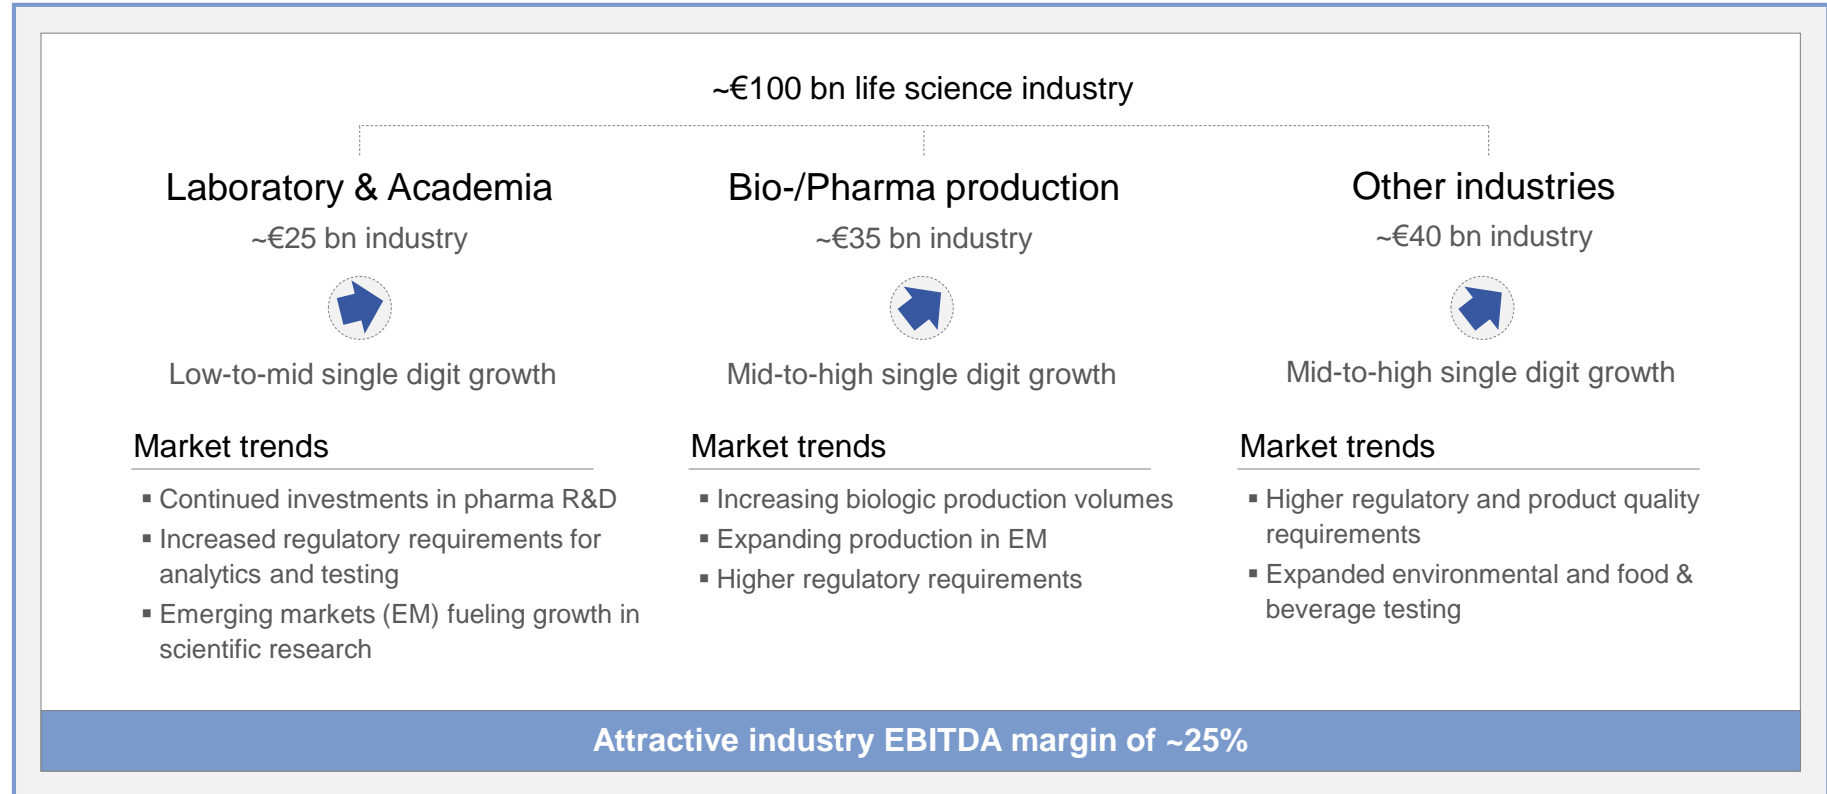 ~€100 bn life science industry
Laboratory & Academia
~€25 bn industry
Low-to-mid single digit growth
Market trends
▪ Continued investments in pharma R&D
▪ Increased regulatory requirements for
analytics and testing
▪ Emerging markets (EM) fueling growth in
scientific research
Bio-/Pharma production
~€35 bn industry
Mid-to-high single digit growth
Market trends
▪ Increasing biologic production volumes
▪ Expanding production in EM
▪ Higher regulatory requirements
Other industries
~€40 bn industry
Mid-to-high single digit growth
Market trends
▪ Higher regulatory and product quality
requirements
▪ Expanded environmental and food &
beverage testing
Attractive industry EBITDA margin of ~25%